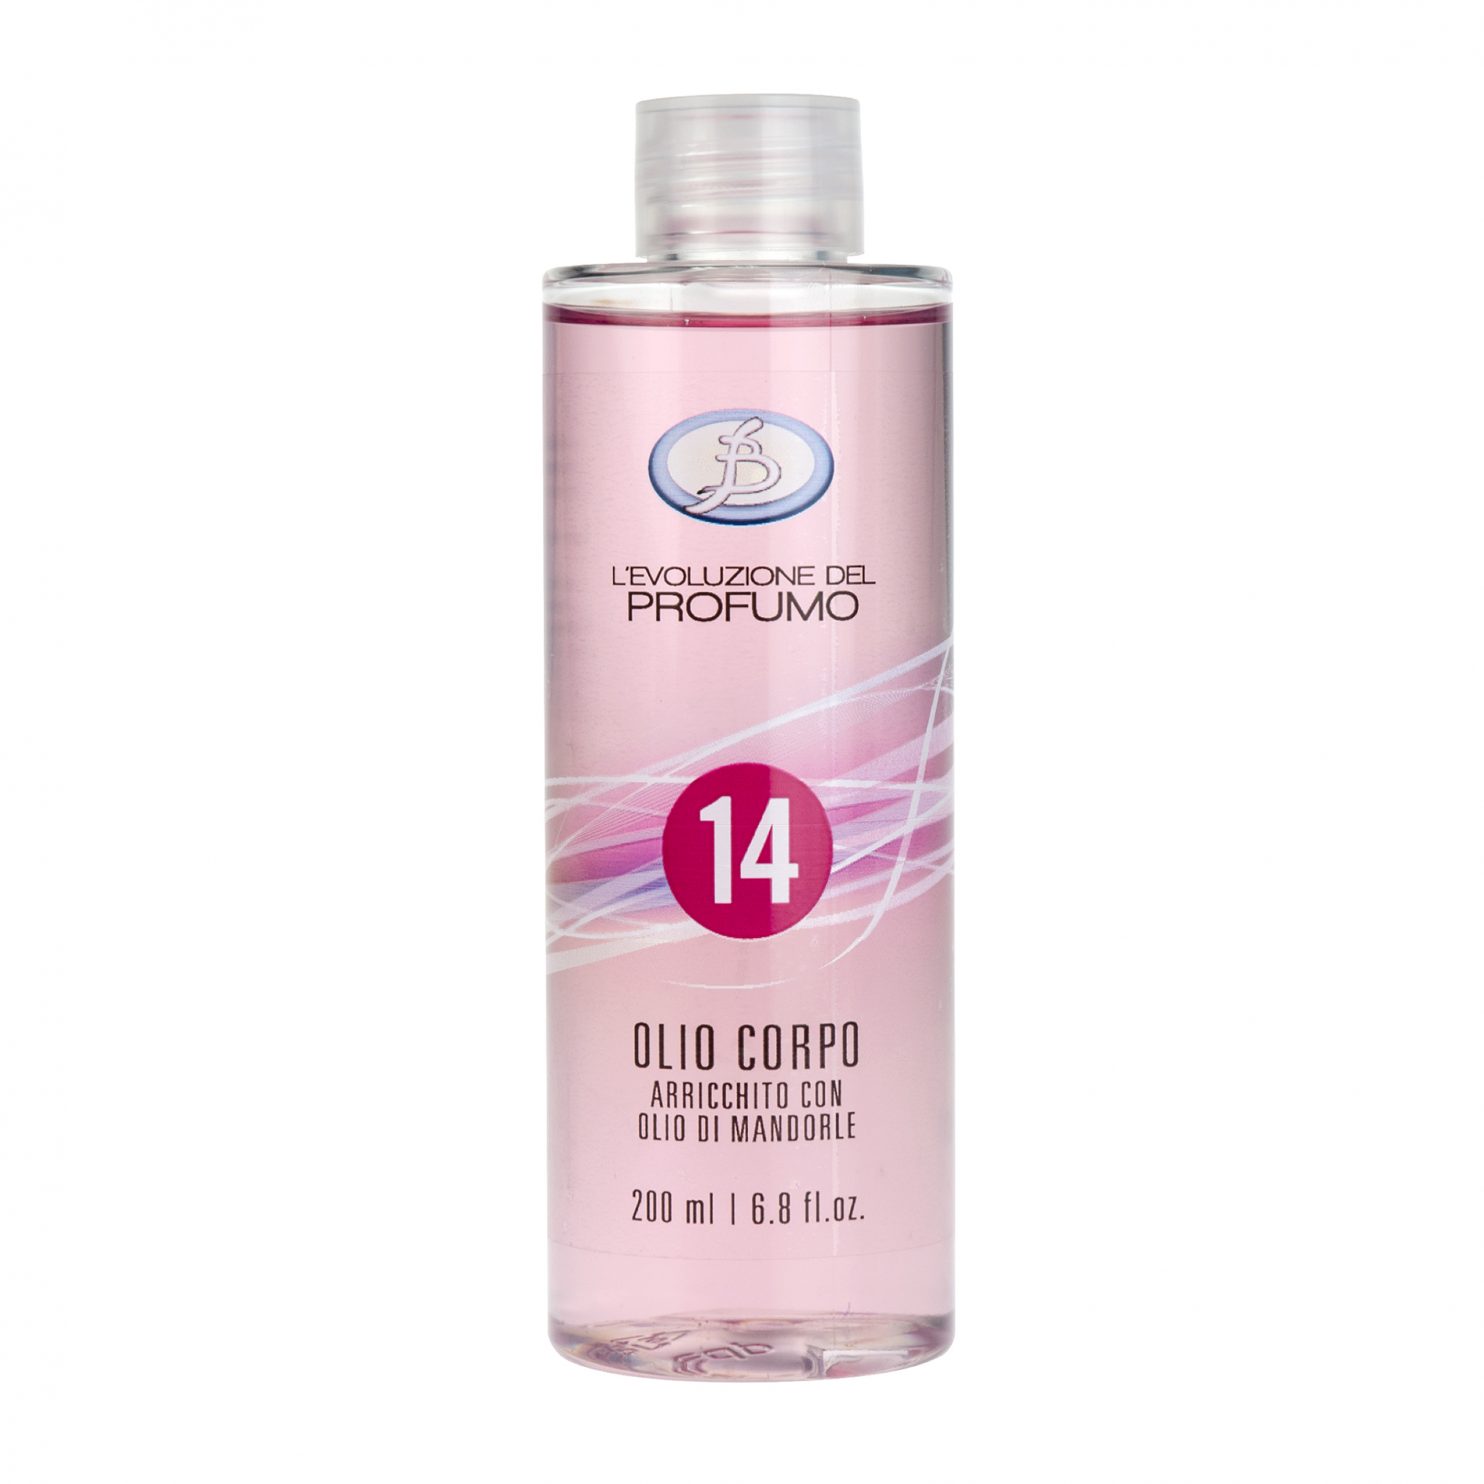 B
L'EVOLUZIONE DEL
PROFUMO
14
OLIO CORPO
ARRICCHITO CON
OLIO DI MANDORLE
200 ml | 6.8 fl.oz.